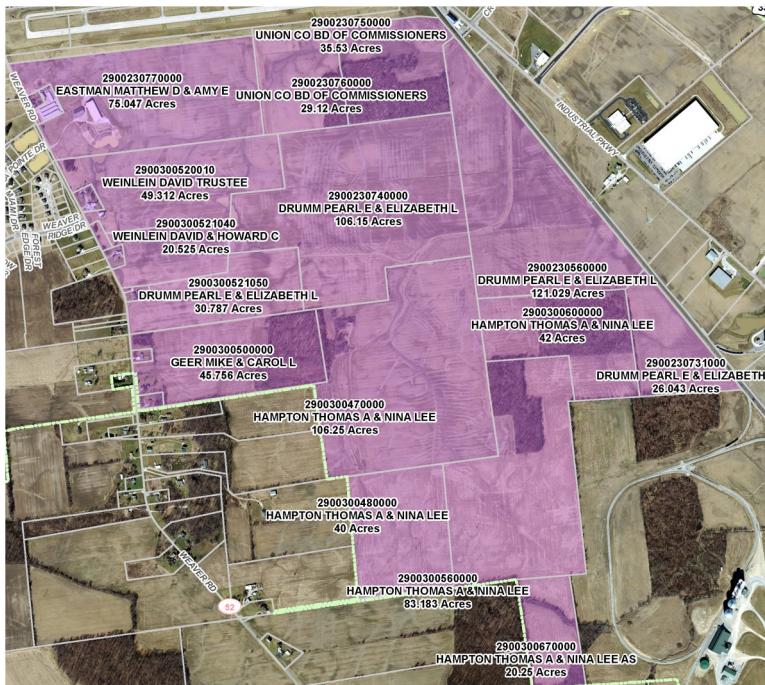 2900230750000
UNION CO BD OF COMMISSIONERS
35.53 Acres
2900230770000
EASTMAN MATTHEW D & AMY E
75.047 Acres
2900230760000
UNION CO BD OF COMMISSIONERS
29.12 Acres
WEAVER RD
INDUSTRIAL PKWY
POINTE DR
2900300520010
WEINLEIN DAVID TRUSTEE
49.312 Acres
2900230740000
DRUMM PEARL E & ELIZABETH L
106.15 Acres
WEAVER
RIDGE DR
QUAIL DR
FOREST
EDGE DR
2900300521040
WEINLEIN DAVID & HOWARD C
20.525 Acres
2900300521050
DRUMM PEARL E & ELIZABETH L
30.787 Acres
2900230560000
DRUMM PEARL E & ELIZABETH L
121.029 Acres
2900300600000
HAMPTON THOMAS A & NINA LEE
42 Acres
2900300500000
GEER MIKE & CAROL L
45.756 Acres
2900230731000
DRUMM PEARL E & ELIZABETH
26.043 Acres
2900300470000
HAMPTON THOMAS A & NINA LEE
106.25 Acres
2900300480000
HAMPTON THOMAS A & NINA LEE
40 Acres
WEAVER RD
52
2900300560000
HAMPTON THOMAS A & NINA LEE
83.183 Acres
2900300670000
HAMPTON THOMAS A & NINA LEE AS
20.25 Acres